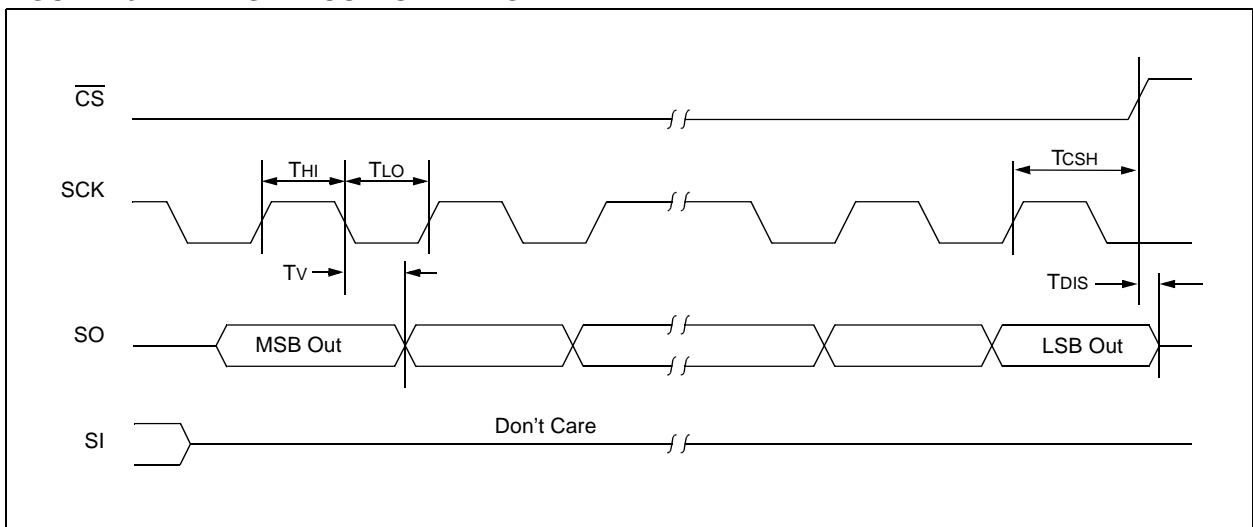 CS
THI
TLO
TCSH
SCK
TV
TDIS
SO
MSB Out
LSB Out
SI
Don't Care